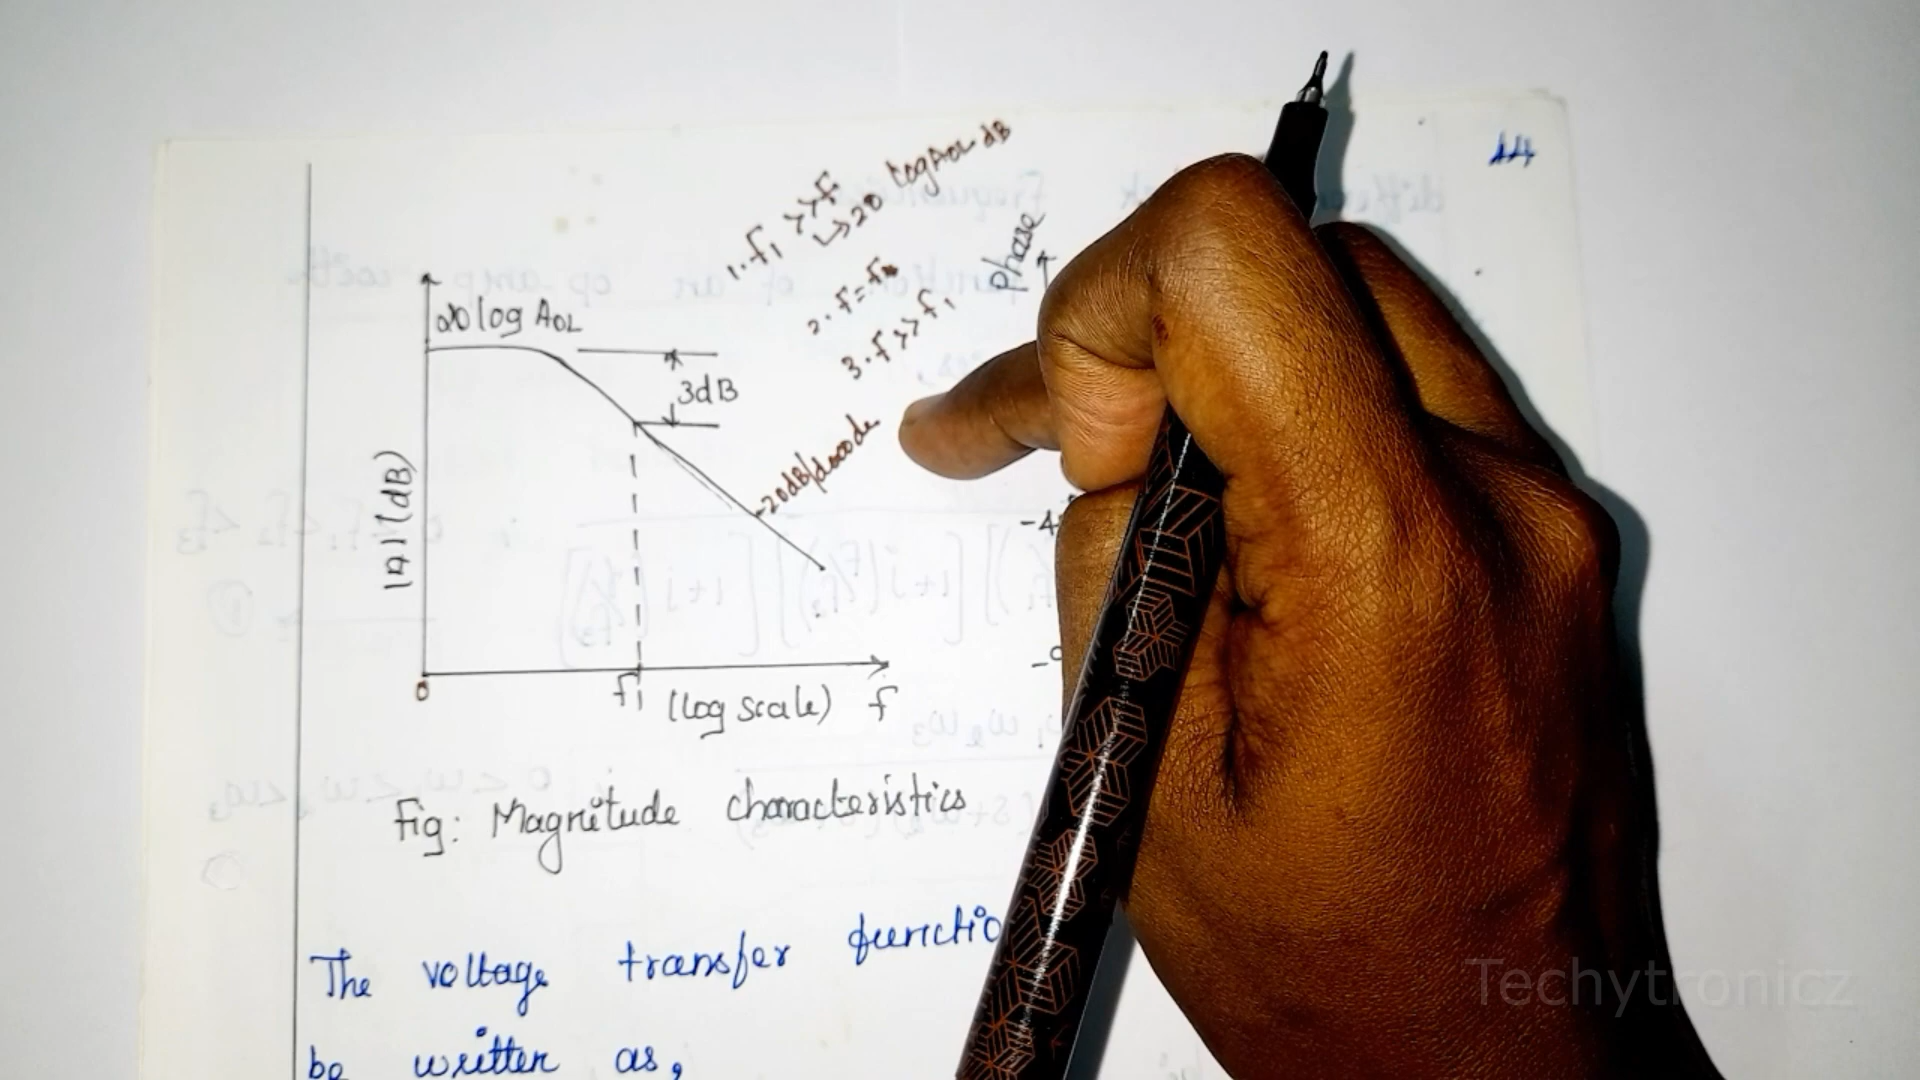 44
1. f1 >> f
↳ 20 log AOL dB
2. f = f1
3. f >> f1
phase
20 log AOL
3dB
-20dB/decade
|A| (dB)
0
f1 (log scale) f
Fig: Magnitude characteristics
The voltage transfer functio
be written as,
Techytronicz